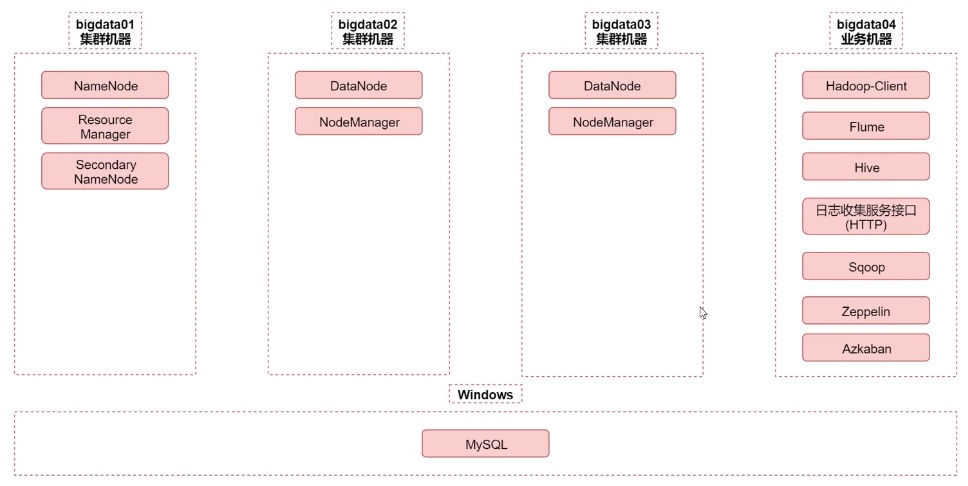 bigdata01
集群机器
NameNode
Resource
Manager
Secondary
NameNode
bigdata02
集群机器
DataNode
NodeManager
bigdata03
集群机器
DataNode
NodeManager
bigdata04
业务机器
Hadoop-Client
Flume
Hive
日志收集服务接口
(HTTP)
Sqoop
Zeppelin
Azkaban
Windows
MySQL